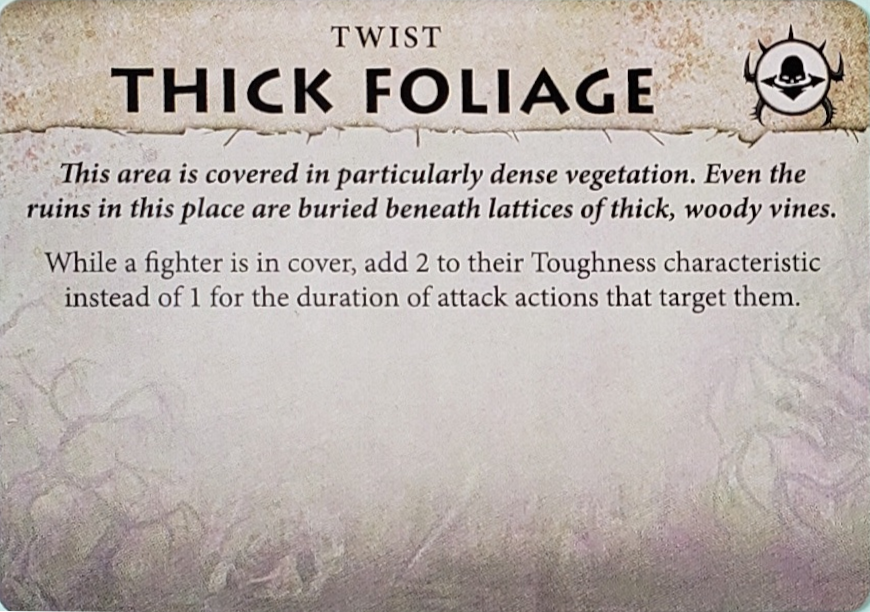 TWIST
THICK FOLIAGE
This area is covered in particularly dense vegetation. Even the
ruins in this place are buried beneath lattices of thick, woody vines.
While a fighter is in cover, add 2 to their Toughness characteristic
instead of 1 for the duration of attack actions that target them.